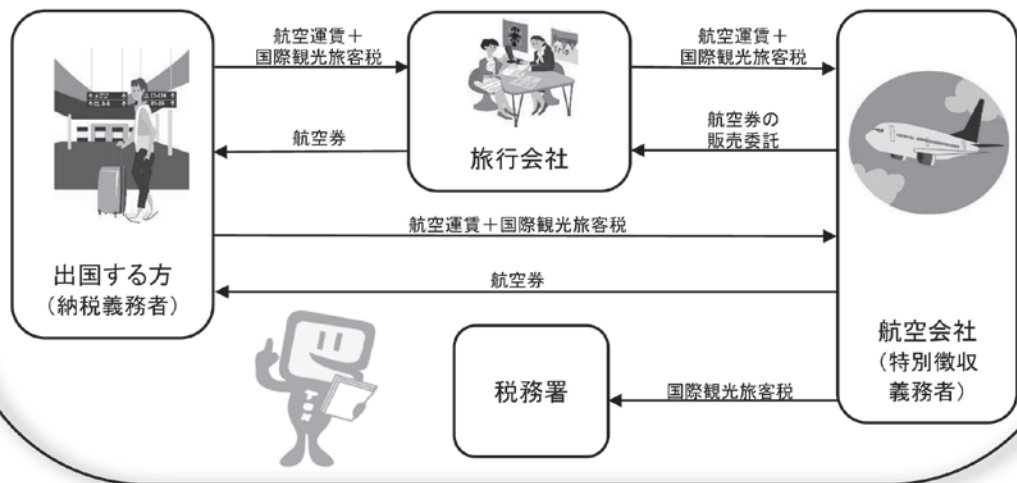 航空運賃＋
国際観光旅客税
航空運賃＋
国際観光旅客税
航空券
航空券の
販売委託
旅行会社
航空運賃＋国際観光旅客税
航空券
出国する方
（納税義務者）
航空会社
（特別徴収
義務者）
税務署
国際観光旅客税